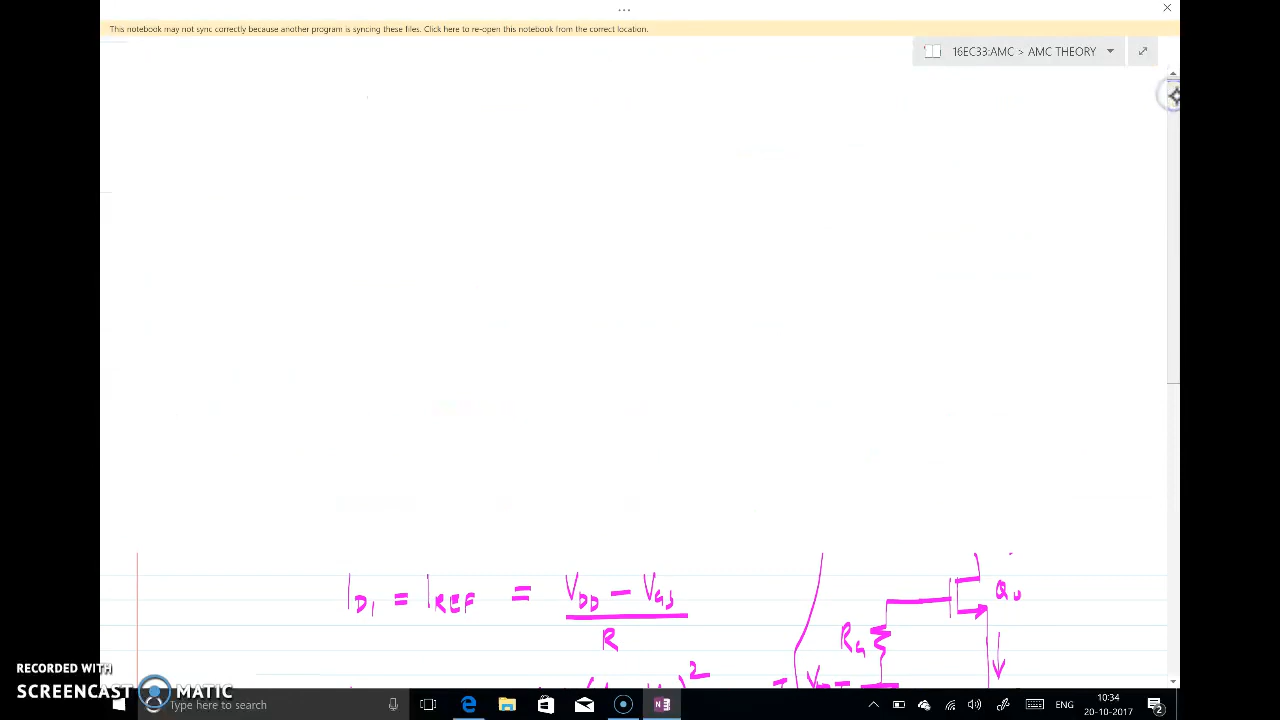 This notebook may not sync correctly because another program is syncing these files. Click here to re-open this notebook from the correct location.
16EC33:AMC > AMC THEORY
I_D1 = I_REF = V_DD - V_GS
R
R_G
2
RECORDED WITH
SCREENCAST MATIC
Type here to search
ENG
10:34
20-10-2017
2